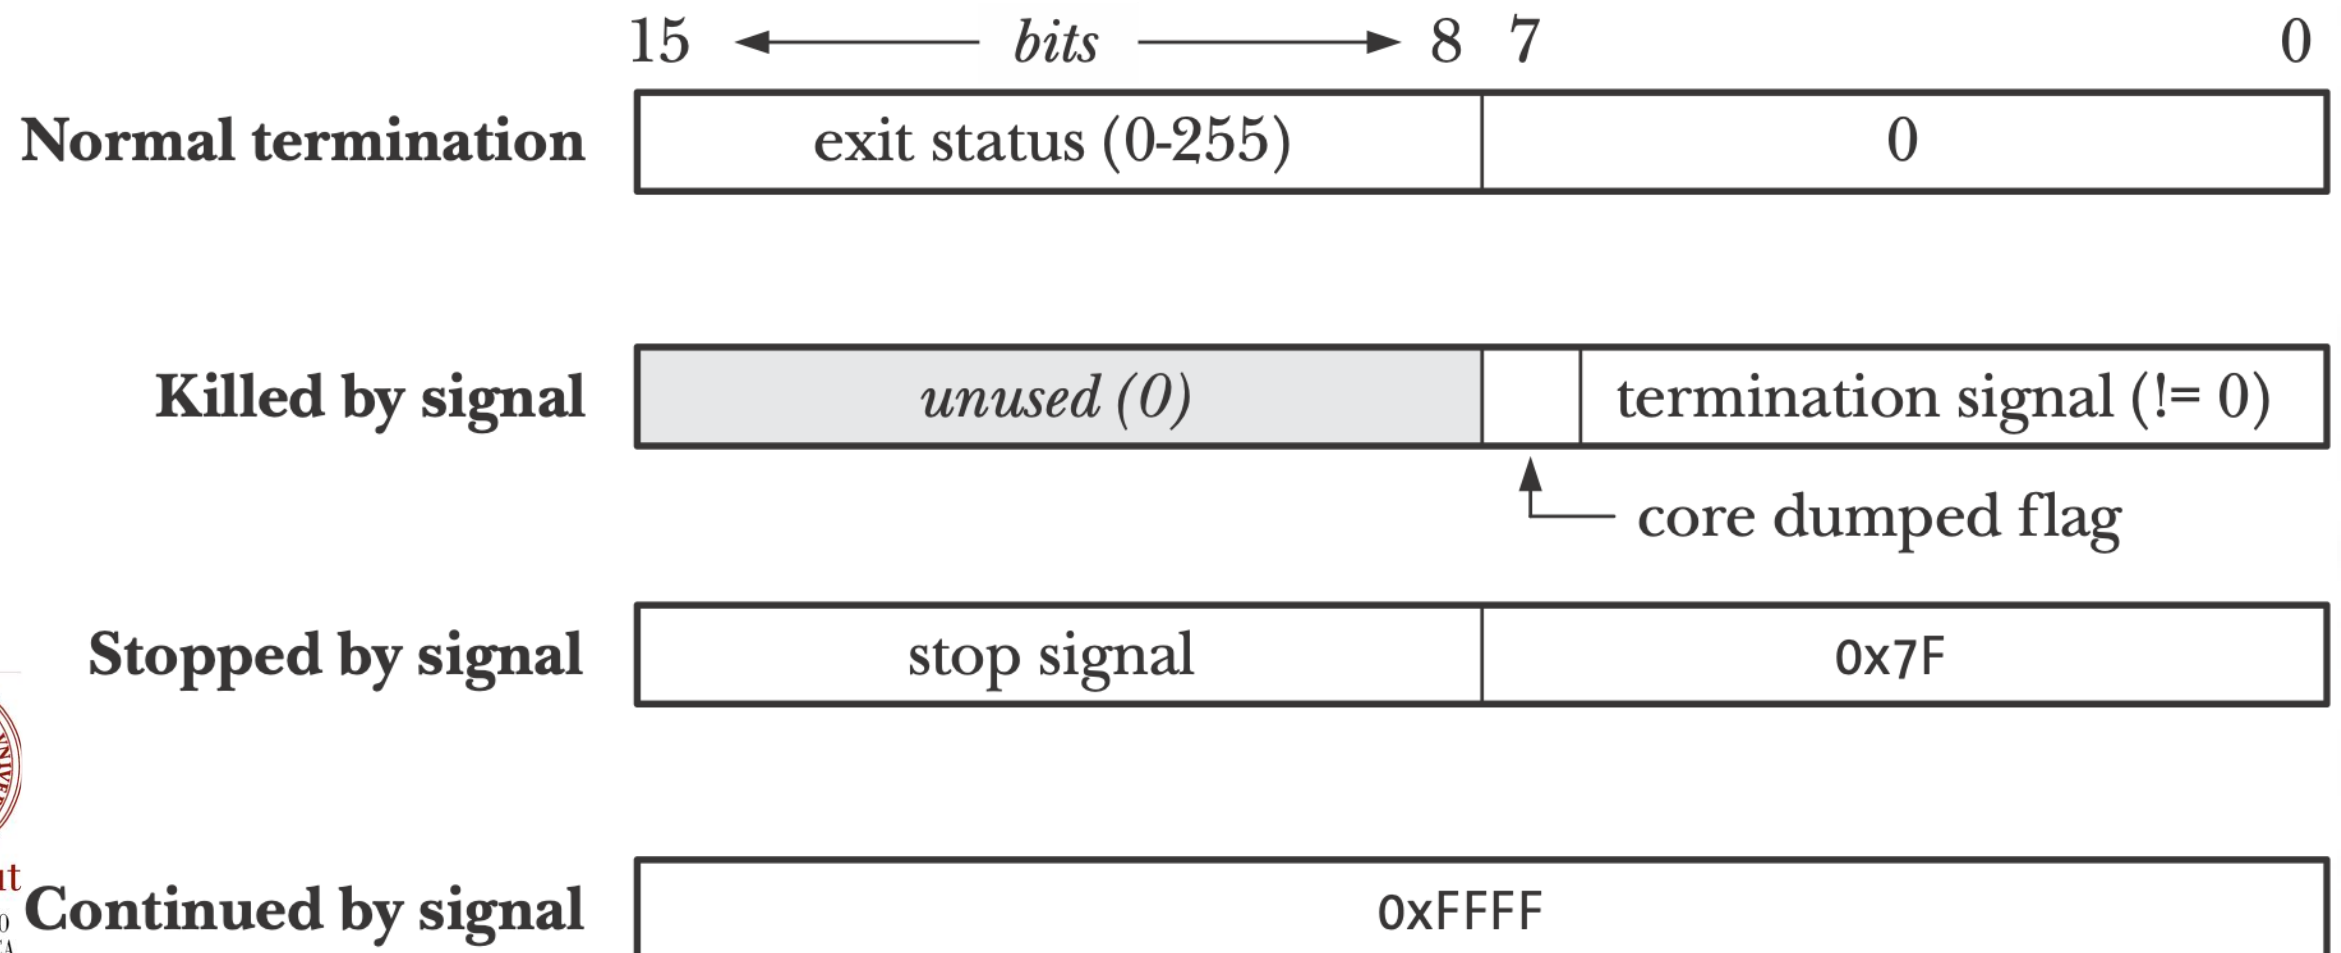 15 bits 8 7 0
Normal termination exit status (0-255) 0
Killed by signal unused (0) termination signal (!= 0)
core dumped flag
Stopped by signal stop signal 0x7F
Continued by signal 0xFFFF